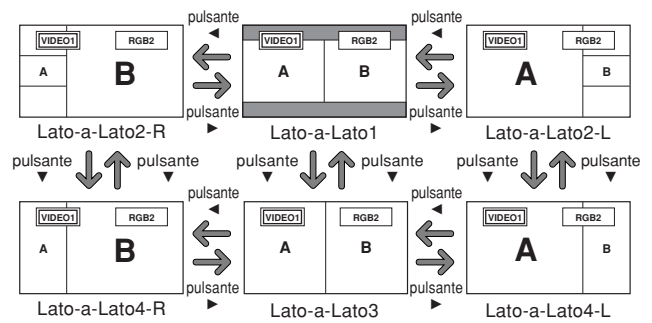 pulsante ◄ pulsante ◄
VIDEO1 RGB2 VIDEO1 RGB2 VIDEO1 RGB2
A B A B A B
pulsante ► pulsante ►
Lato-a-Lato2-R Lato-a-Lato1 Lato-a-Lato2-L
pulsante ▼ pulsante ▼ pulsante ▼ pulsante ▼ pulsante ▼ pulsante ▼
pulsante ◄ pulsante ◄
VIDEO1 RGB2 VIDEO1 RGB2 VIDEO1 RGB2
A B A B A B
pulsante ► pulsante ►
Lato-a-Lato4-R Lato-a-Lato3 Lato-a-Lato4-L